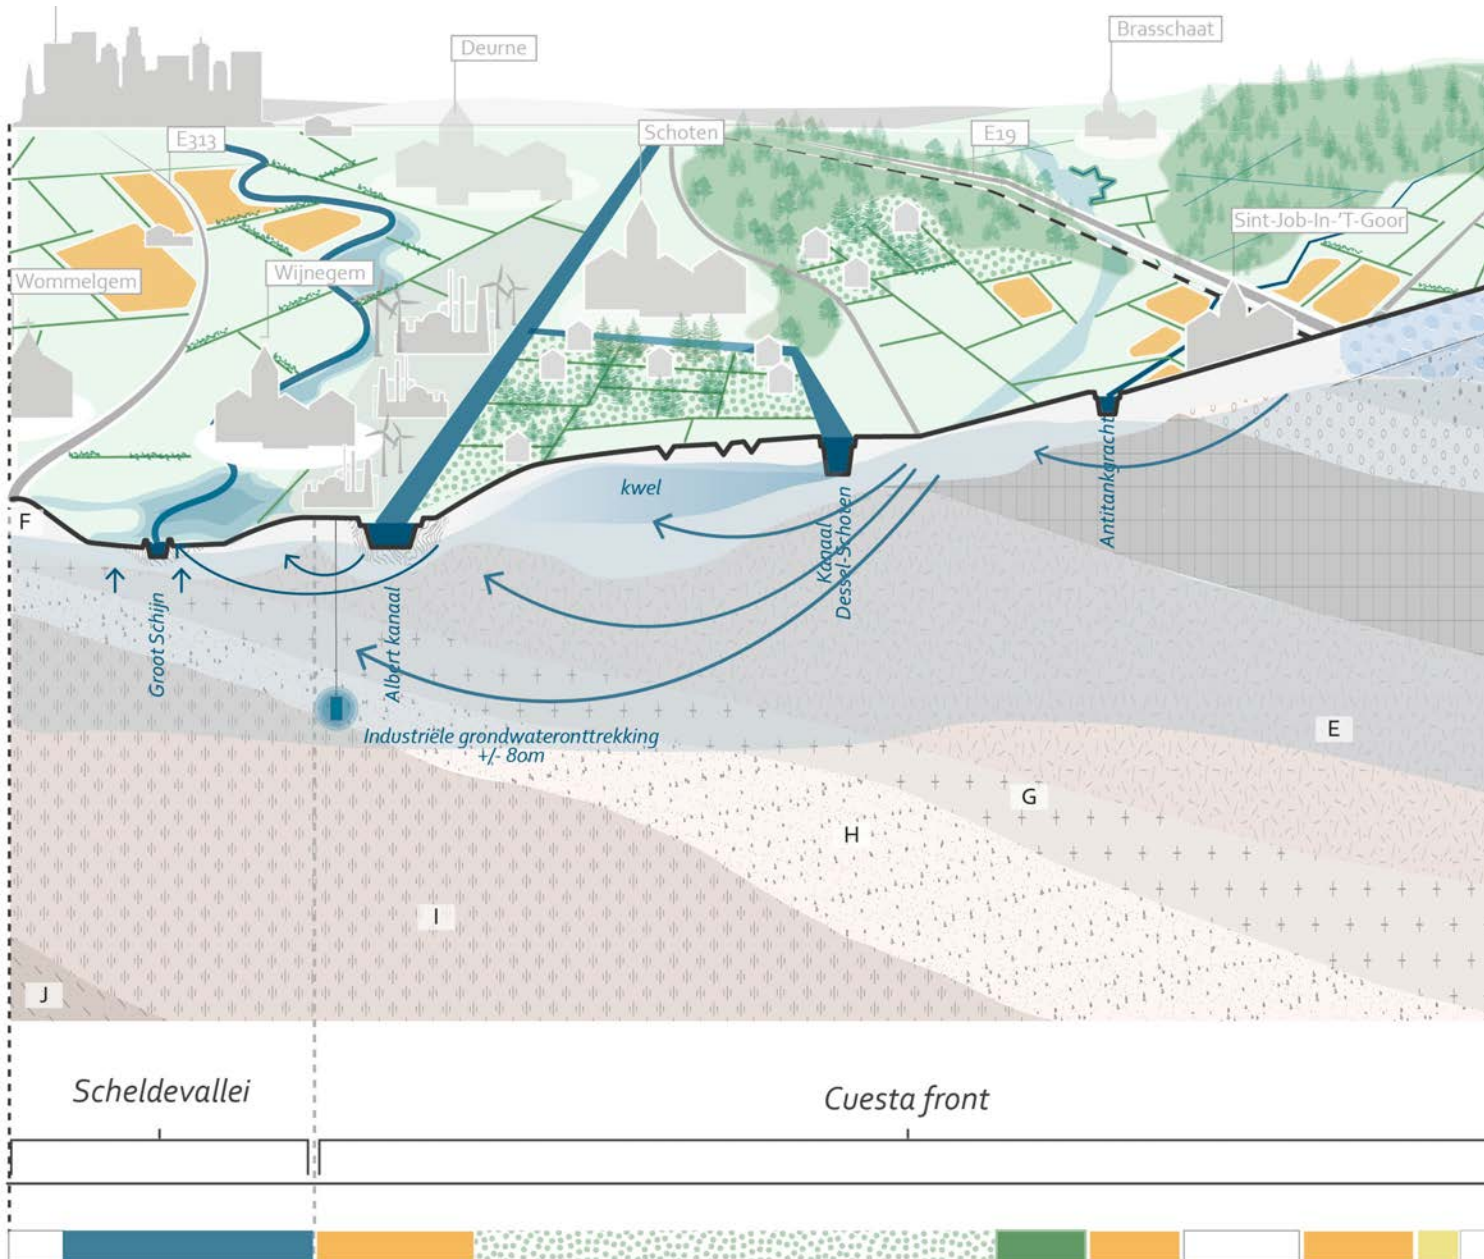 Deurne
Brasschaat
E313
Schoten
E19
Sint-Job-In-'T-Goor
Wommelgem
Wijnegem
kwel
F
Groot Schijn
Albert kanaal
Kanaal
Dessel-Schoten
Antitankgracht
Industriële grondwateronttrekking
+/- 80m
E
G
H
I
J
Scheldevallei
Cuesta front